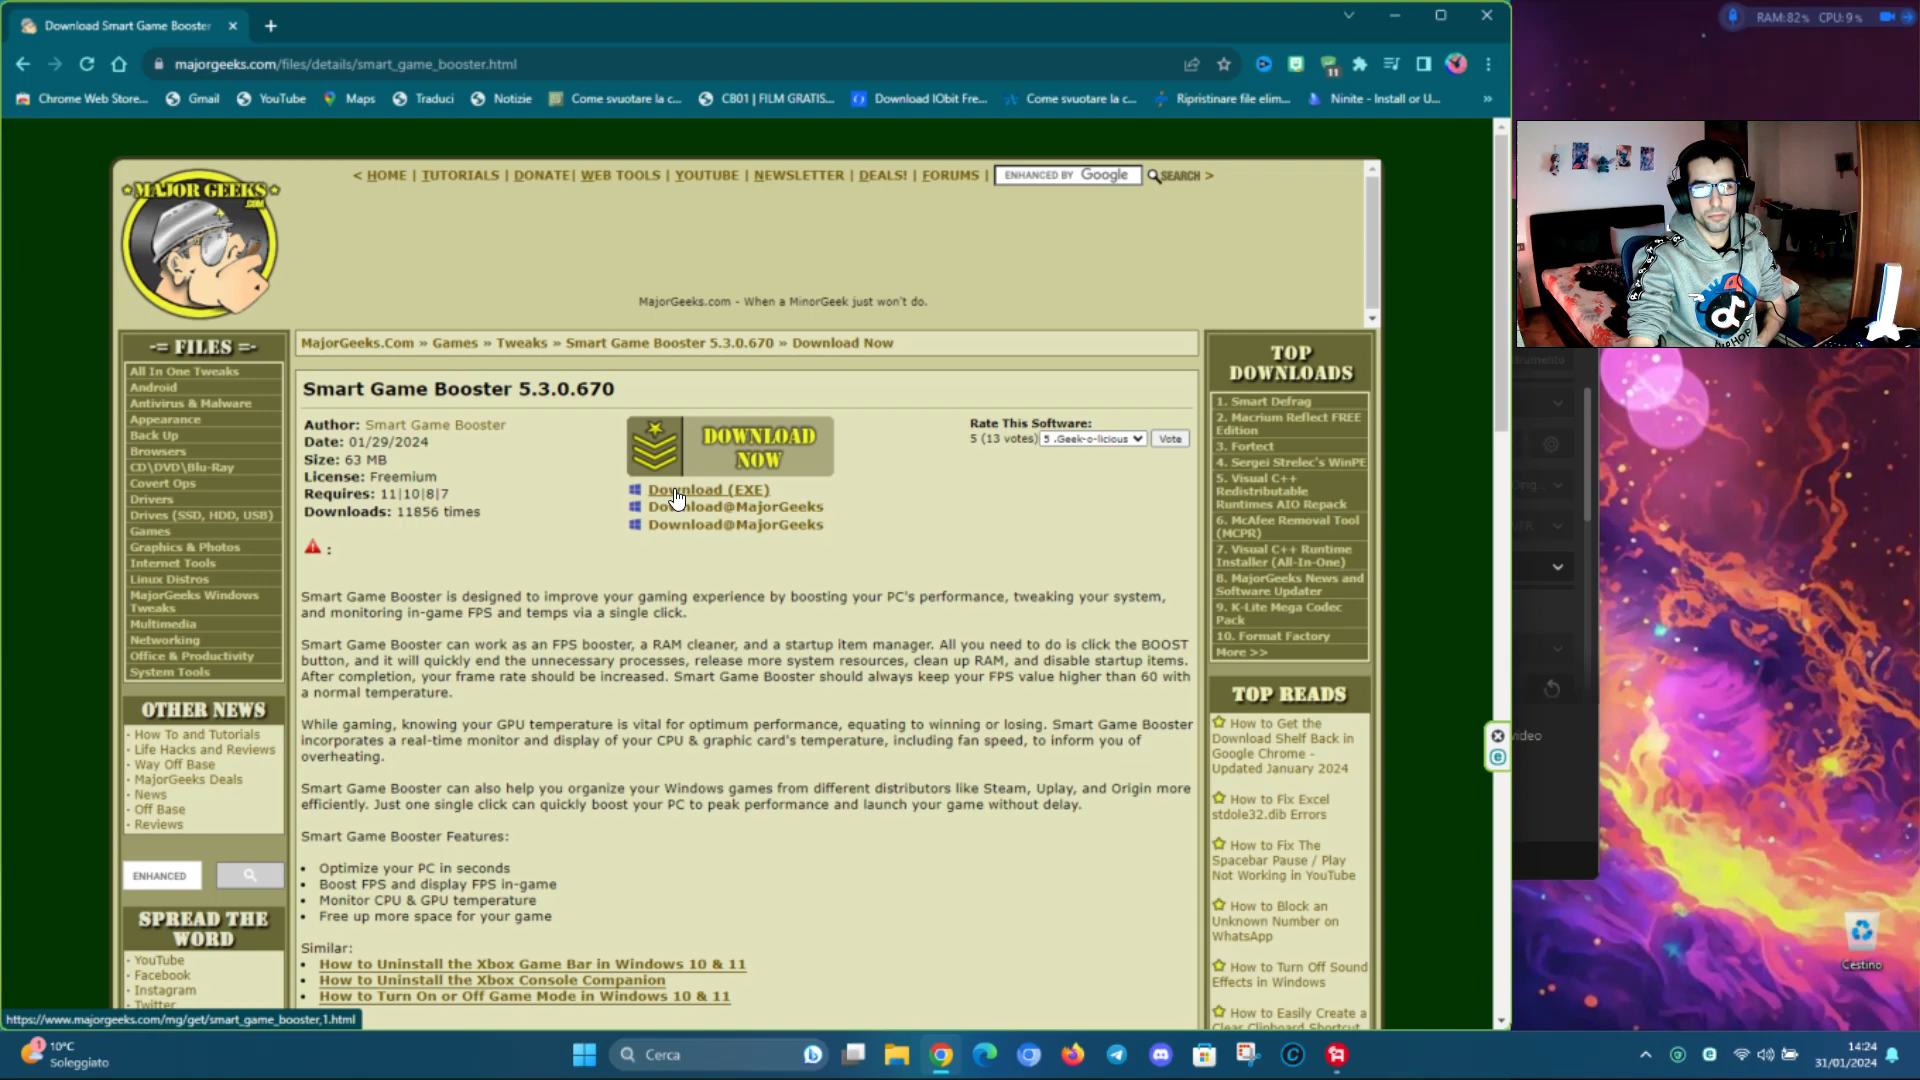 Download Smart Game Booster
RAM:82% CPU:9%
majorgeeks.com/files/details/smart_game_booster.html
11
Chrome Web Store...
Gmail
YouTube
Maps
Traduci
Notizie
Come svuotare la c...
CB01 | FILM GRATIS...
Download IObit Fre...
Come svuotare la c...
Ripristinare file elim...
Ninite - Install or U...
»
MAJOR GEEKS
.COM
< HOME | TUTORIALS | DONATE| WEB TOOLS | YOUTUBE | NEWSLETTER | DEALS! | FORUMS | ENHANCED BY Google SEARCH >
MajorGeeks.com - When a MinorGeek just won't do.
-= FILES =-
All In One Tweaks
Android
Antivirus & Malware
Appearance
Back Up
Browsers
CD\DVD\Blu-Ray
Covert Ops
Drivers
Drives (SSD, HDD, USB)
Games
Graphics & Photos
Internet Tools
Linux Distros
MajorGeeks Windows
Tweaks
Multimedia
Networking
Office & Productivity
System Tools
OTHER NEWS
· How To and Tutorials
· Life Hacks and Reviews
· Way Off Base
· MajorGeeks Deals
· News
· Off Base
· Reviews
ENHANCED
SPREAD THE
WORD
· YouTube
· Facebook
· Instagram
· Twitter
MajorGeeks.Com » Games » Tweaks » Smart Game Booster 5.3.0.670 » Download Now
Smart Game Booster 5.3.0.670
Author: Smart Game Booster
Date: 01/29/2024
Size: 63 MB
License: Freemium
Requires: 11|10|8|7
Downloads: 11856 times
:
DOWNLOAD
NOW
Download (EXE)
Download@MajorGeeks
Download@MajorGeeks
Rate This Software:
5 (13 votes) 5 .Geek-o-licious Vote
Smart Game Booster is designed to improve your gaming experience by boosting your PC's performance, tweaking your system,
and monitoring in-game FPS and temps via a single click.
Smart Game Booster can work as an FPS booster, a RAM cleaner, and a startup item manager. All you need to do is click the BOOST
button, and it will quickly end the unnecessary processes, release more system resources, clean up RAM, and disable startup items.
After completion, your frame rate should be increased. Smart Game Booster should always keep your FPS value higher than 60 with
a normal temperature.
While gaming, knowing your GPU temperature is vital for optimum performance, equating to winning or losing. Smart Game Booster
incorporates a real-time monitor and display of your CPU & graphic card's temperature, including fan speed, to inform you of
overheating.
Smart Game Booster can also help you organize your Windows games from different distributors like Steam, Uplay, and Origin more
efficiently. Just one single click can quickly boost your PC to peak performance and launch your game without delay.
Smart Game Booster Features:
• Optimize your PC in seconds
• Boost FPS and display FPS in-game
• Monitor CPU & GPU temperature
• Free up more space for your game
Similar:
• How to Uninstall the Xbox Game Bar in Windows 10 & 11
• How to Uninstall the Xbox Console Companion
• How to Turn On or Off Game Mode in Windows 10 & 11
TOP
DOWNLOADS
1. Smart Defrag
2. Macrium Reflect FREE
Edition
3. Fortect
4. Sergei Strelec's WinPE
5. Visual C++
Redistributable
Runtimes AIO Repack
6. McAfee Removal Tool
(MCPR)
7. Visual C++ Runtime
Installer (All-In-One)
8. MajorGeeks News and
Software Updater
9. K-Lite Mega Codec
Pack
10. Format Factory
More >>
TOP READS
How to Get the
Download Shelf Back in
Google Chrome -
Updated January 2024
How to Fix Excel
stdole32.dib Errors
How to Fix The
Spacebar Pause / Play
Not Working in YouTube
How to Block an
Unknown Number on
WhatsApp
How to Turn Off Sound
Effects in Windows
How to Easily Create a
Clear Clipboard Shortcut
video
Cestino
https://www.majorgeeks.com/mg/get/smart_game_booster,1.html
1
10°C
Soleggiato
Cerca
14:24
31/01/2024